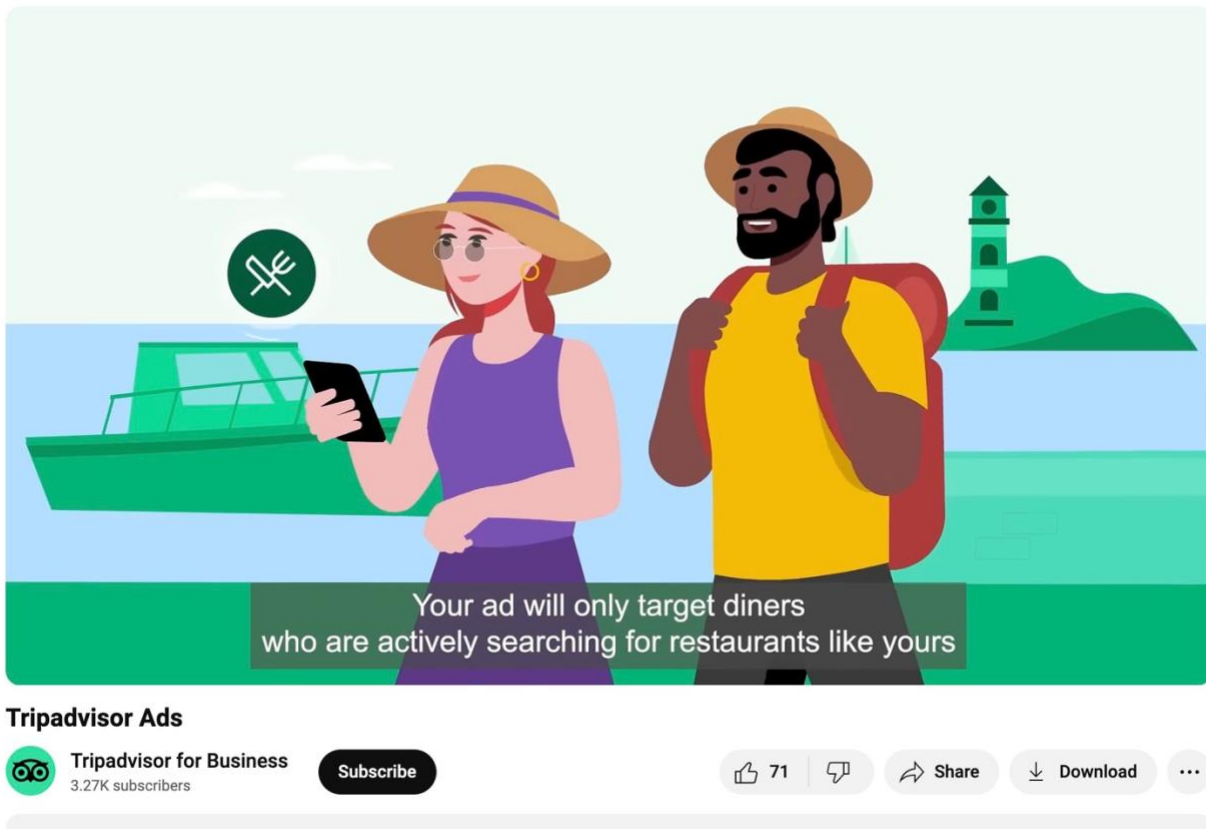 Your ad will only target diners
who are actively searching for restaurants like yours
Tripadvisor Ads
Tripadvisor for Business
3.27K subscribers
Subscribe
71
Share
Download